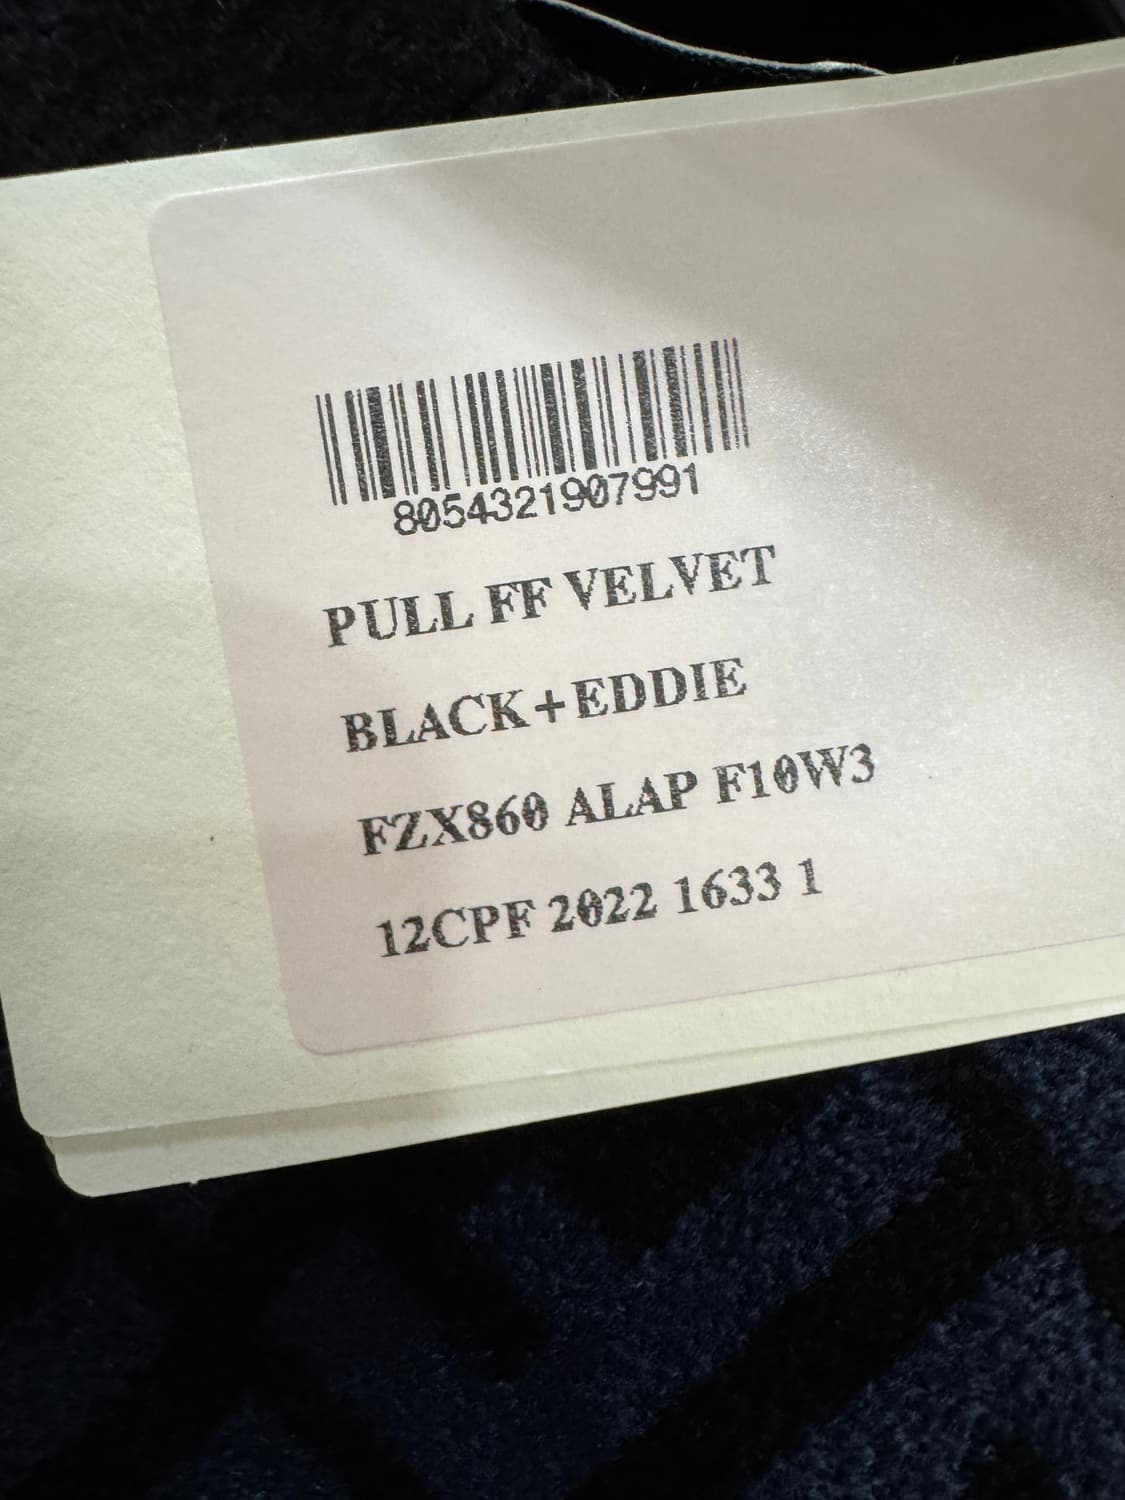 8054321907991
PULL FF VELVET
BLACK+EDDIE
FZX860 ALAP F10W3
12CPF 2022 1633 1